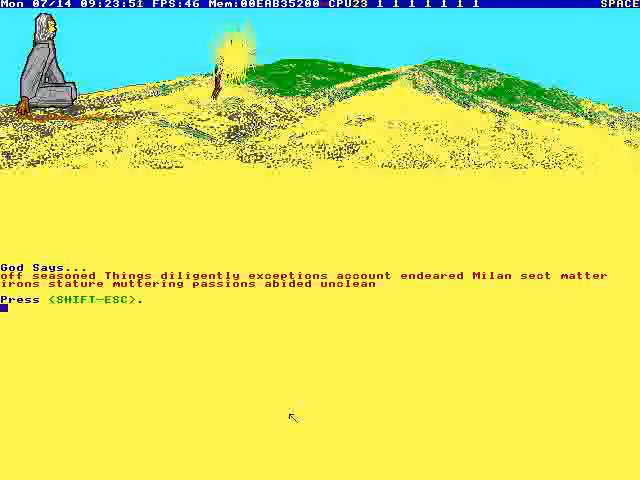 Mon 07/14 09:23:51 FPS:46 Mem:00EAB35200 CPU23 1 1 1 1 1 1 1 SPACE
God Says...
off seasoned Things diligently exceptions account endeared Milan sect matter
irons stature muttering passions abided unclean
Press <SHIFT-ESC>.